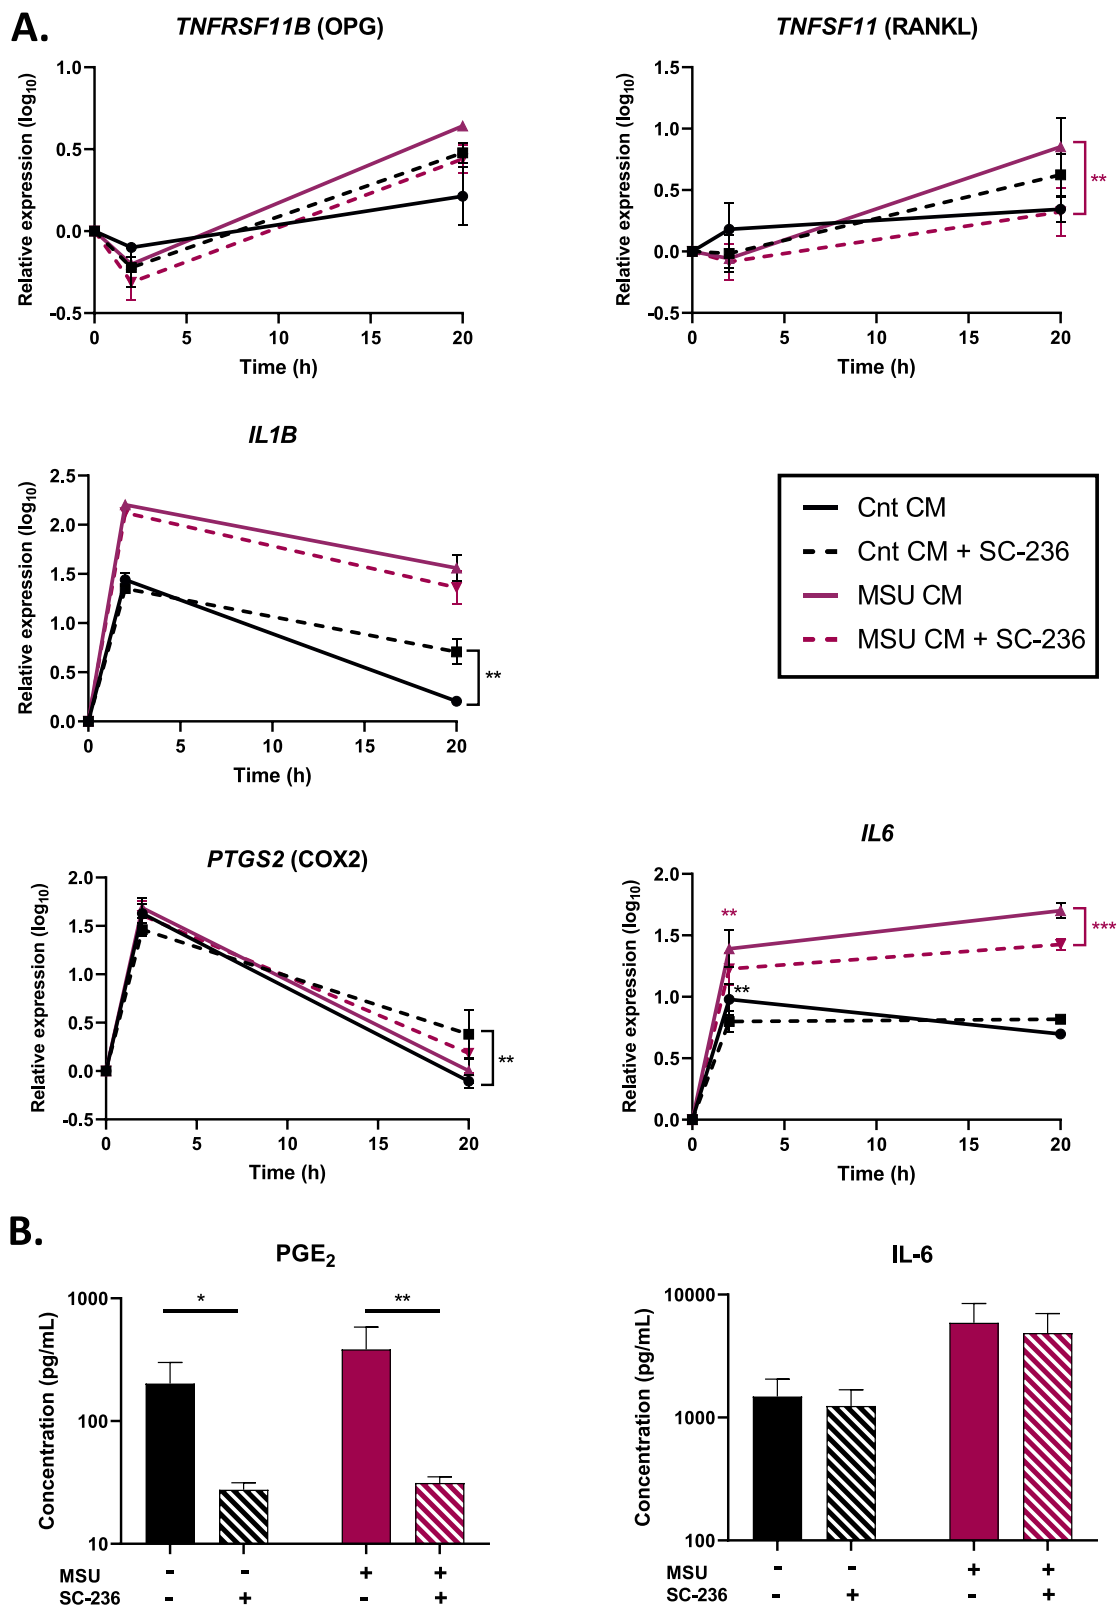 A.
TNFRSF11B (OPG)
Relative expression (log10)
1.0
0.5
0.0
-0.5
0 5 10 15 20
Time (h)
TNFSF11 (RANKL)
Relative expression (log10)
1.5
1.0
0.5
0.0
-0.5
**
0 5 10 15 20
Time (h)
IL1B
Relative expression (log10)
2.5
2.0
1.5
1.0
0.5
0.0
**
0 5 10 15 20
Time (h)
Cnt CM
Cnt CM + SC-236
MSU CM
MSU CM + SC-236
PTGS2 (COX2)
Relative expression (log10)
2.0
1.5
1.0
0.5
0.0
-0.5
**
0 5 10 15 20
Time (h)
IL6
Relative expression (log10)
2.0
1.5
1.0
0.5
0.0
**
**
***
0 5 10 15 20
Time (h)
B.
PGE2
Concentration (pg/mL)
1000
100
10
* **
MSU - - + +
SC-236 - + - +
IL-6
Concentration (pg/mL)
10000
1000
100
MSU - - + +
SC-236 - + - +